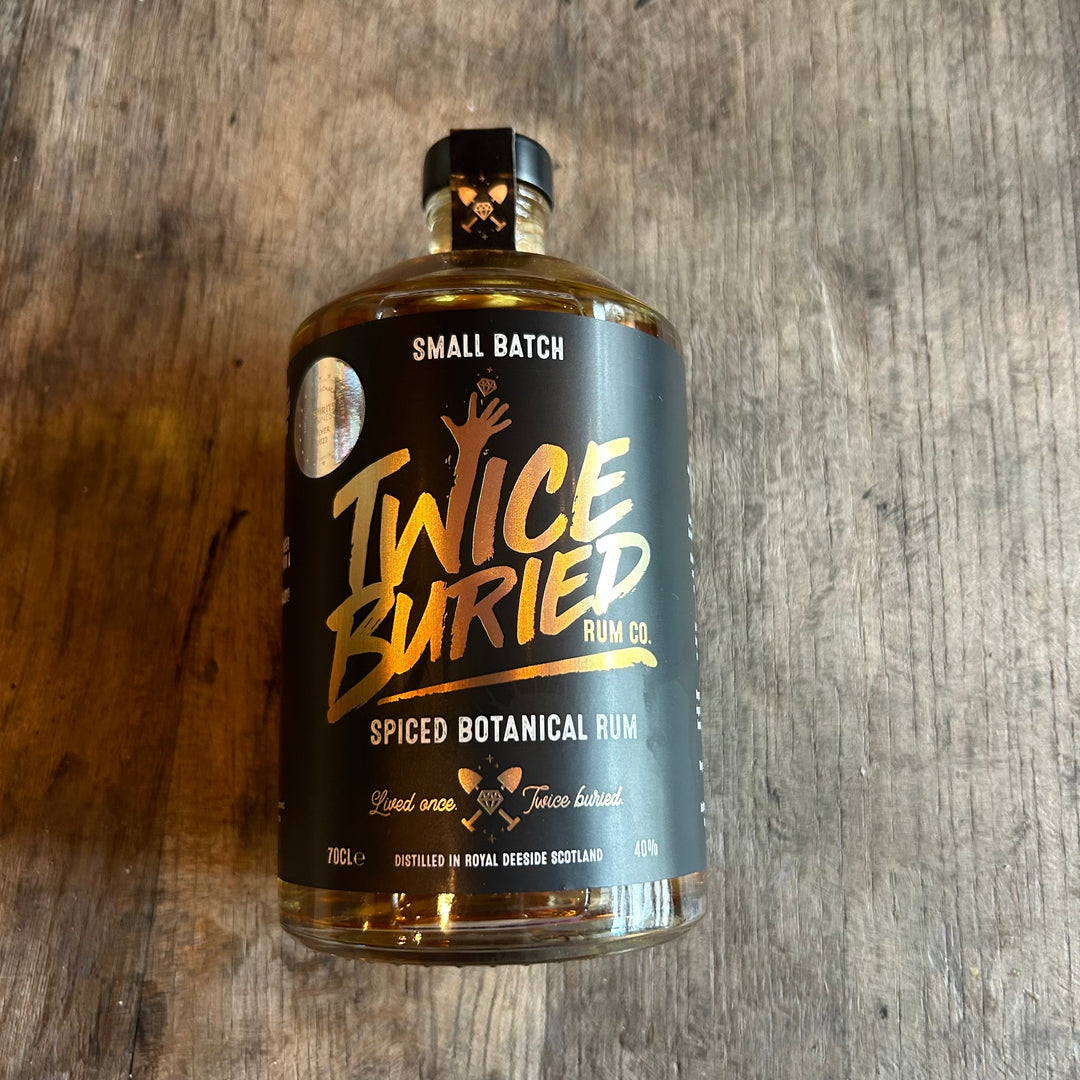 SMALL BATCH
TWICE
BURIED
RUM CO.
SPICED BOTANICAL RUM
Lived once. Twice buried.
70CL℮ DISTILLED IN ROYAL DEESIDE SCOTLAND 40%